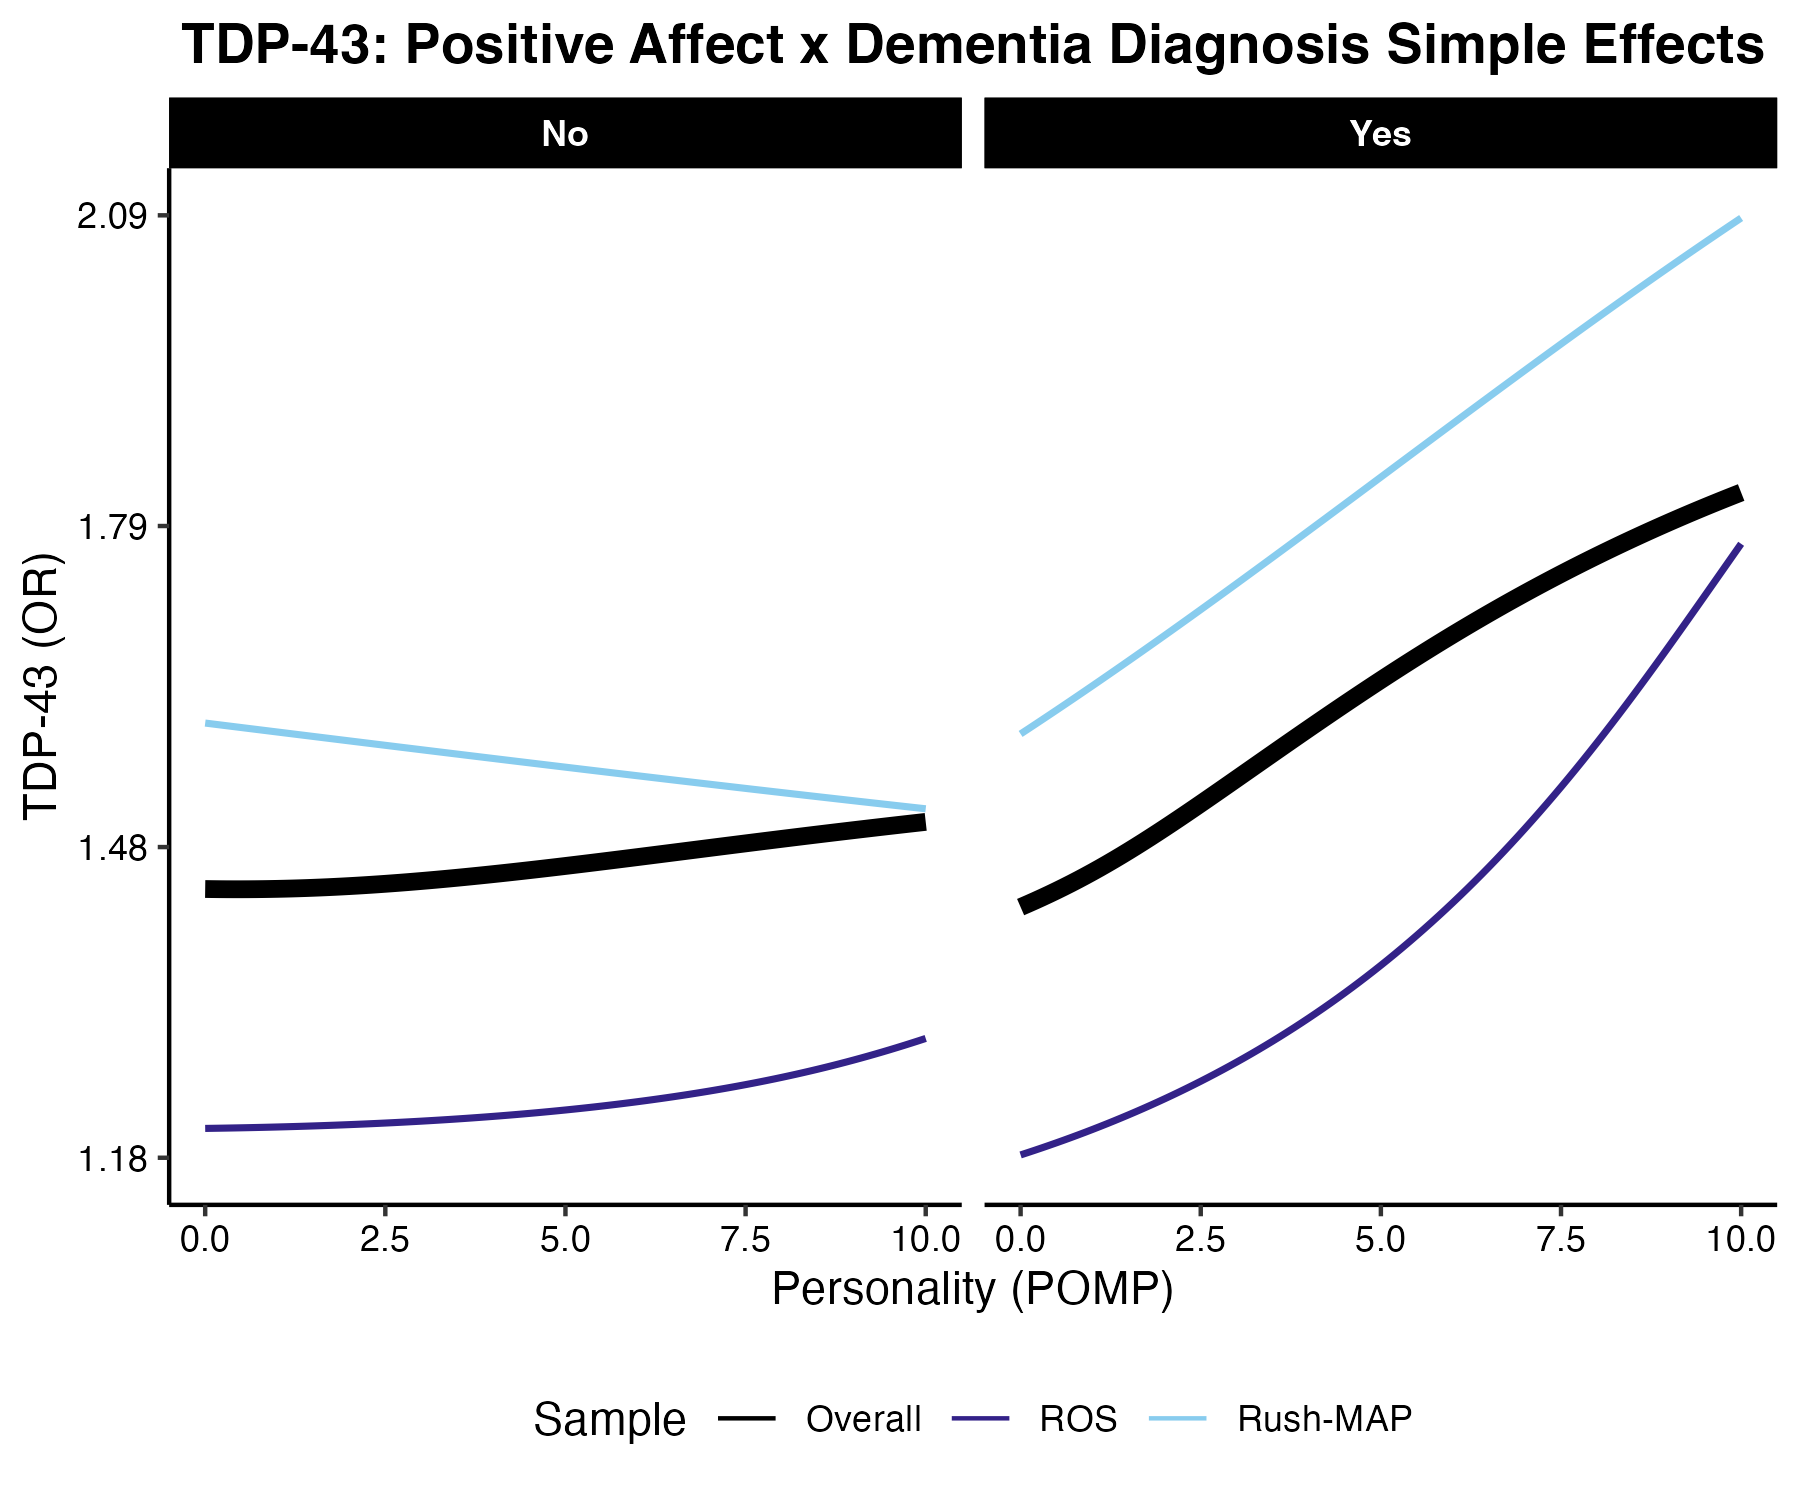 TDP-43: Positive Affect x Dementia Diagnosis Simple Effects
No Yes
2.09
1.79
1.48
1.18
TDP-43 (OR)
0.0 2.5 5.0 7.5 10.0 0.0 2.5 5.0 7.5 10.0
Personality (POMP)
Sample Overall ROS Rush-MAP